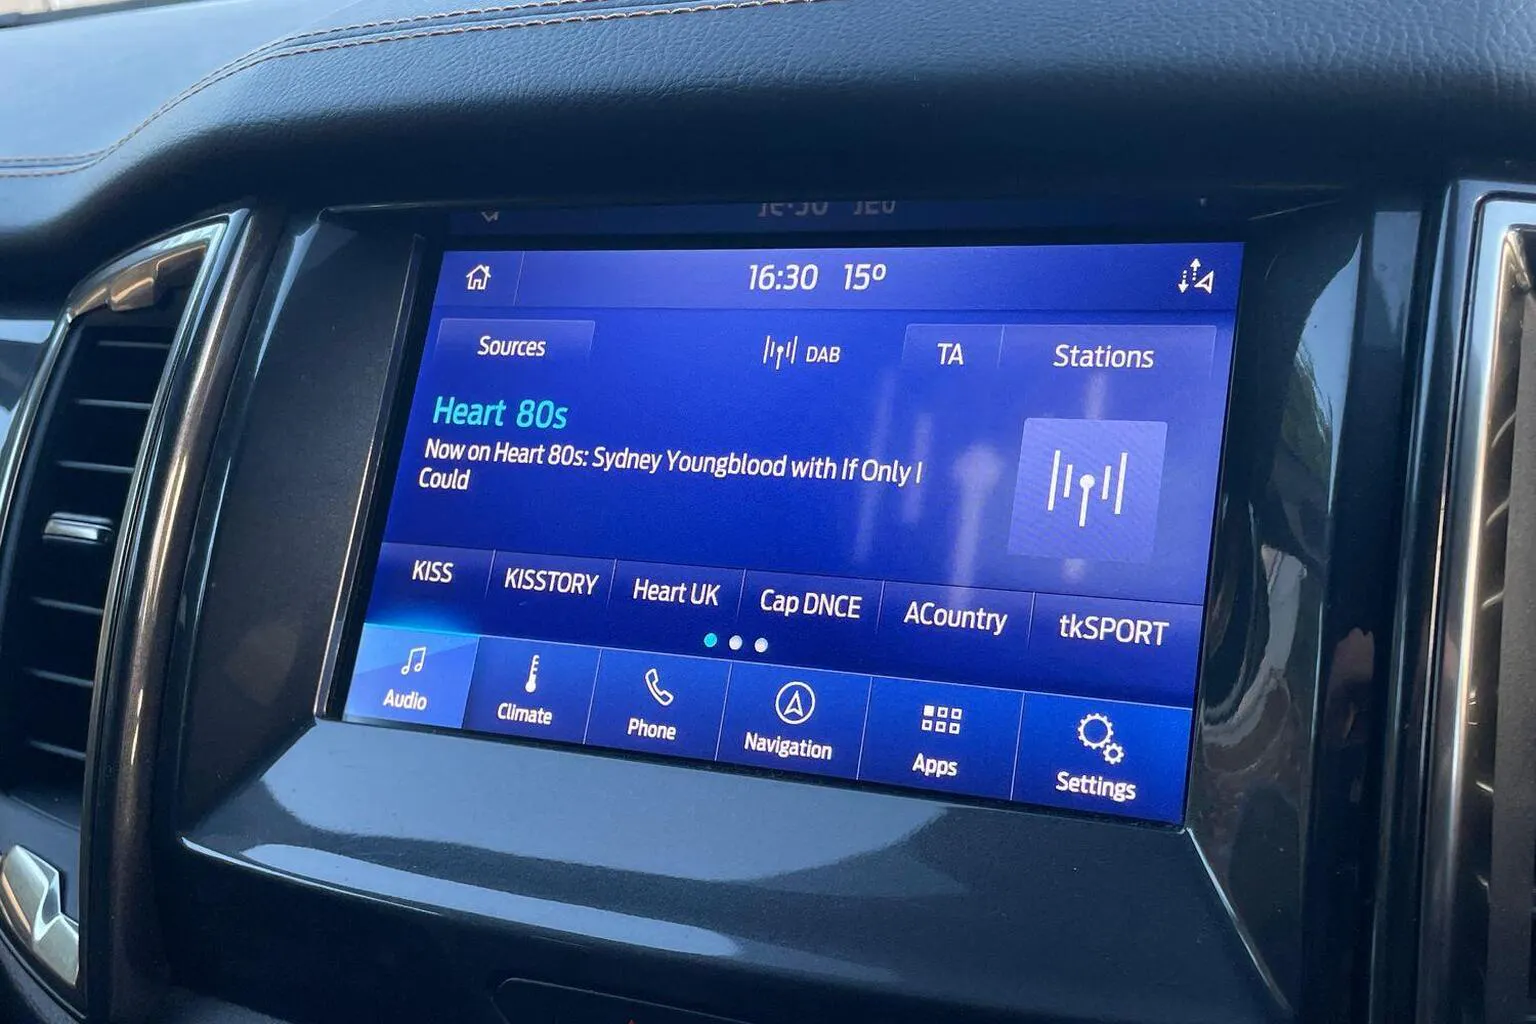 16:30 15º
Sources
DAB
TA
Stations
Heart 80s
Now on Heart 80s: Sydney Youngblood with If Only I
Could
KISS
KISSTORY
Heart UK
Cap DNCE
ACountry
tkSPORT
Audio
Climate
Phone
Navigation
Apps
Settings